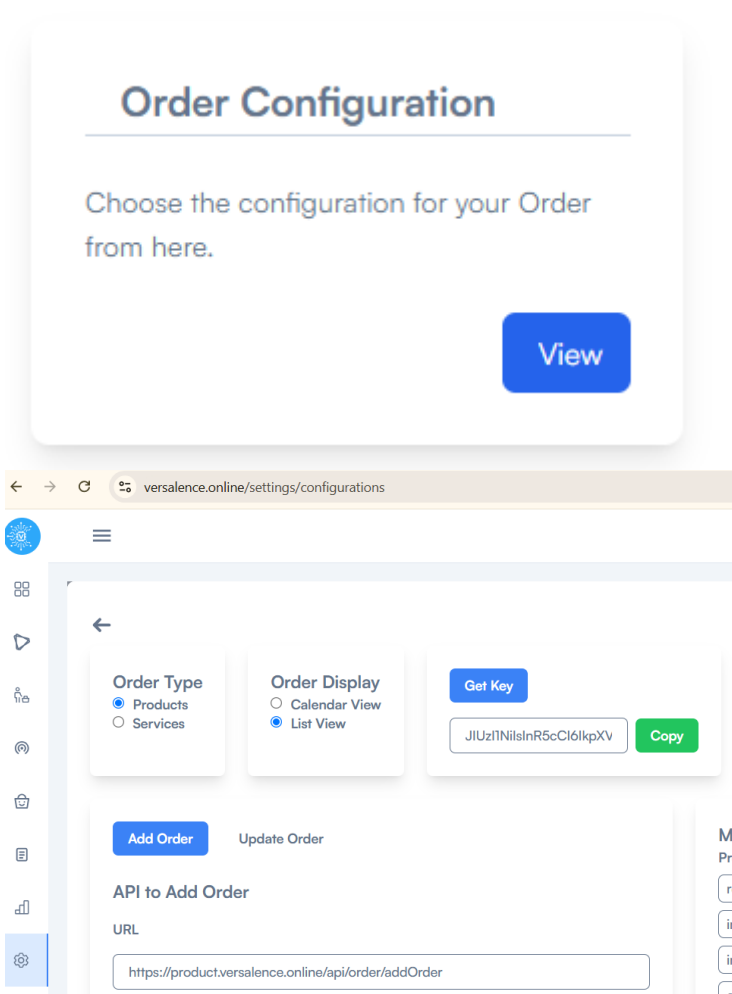 Order Configuration
Choose the configuration for your Order
from here.
View
versalence.online/settings/configurations
Order Type
Products
Services
Order Display
Calendar View
List View
Get Key
Copy
Add Order
Update Order
API to Add Order
URL
https://product.versalence.online/api/order/addOrder